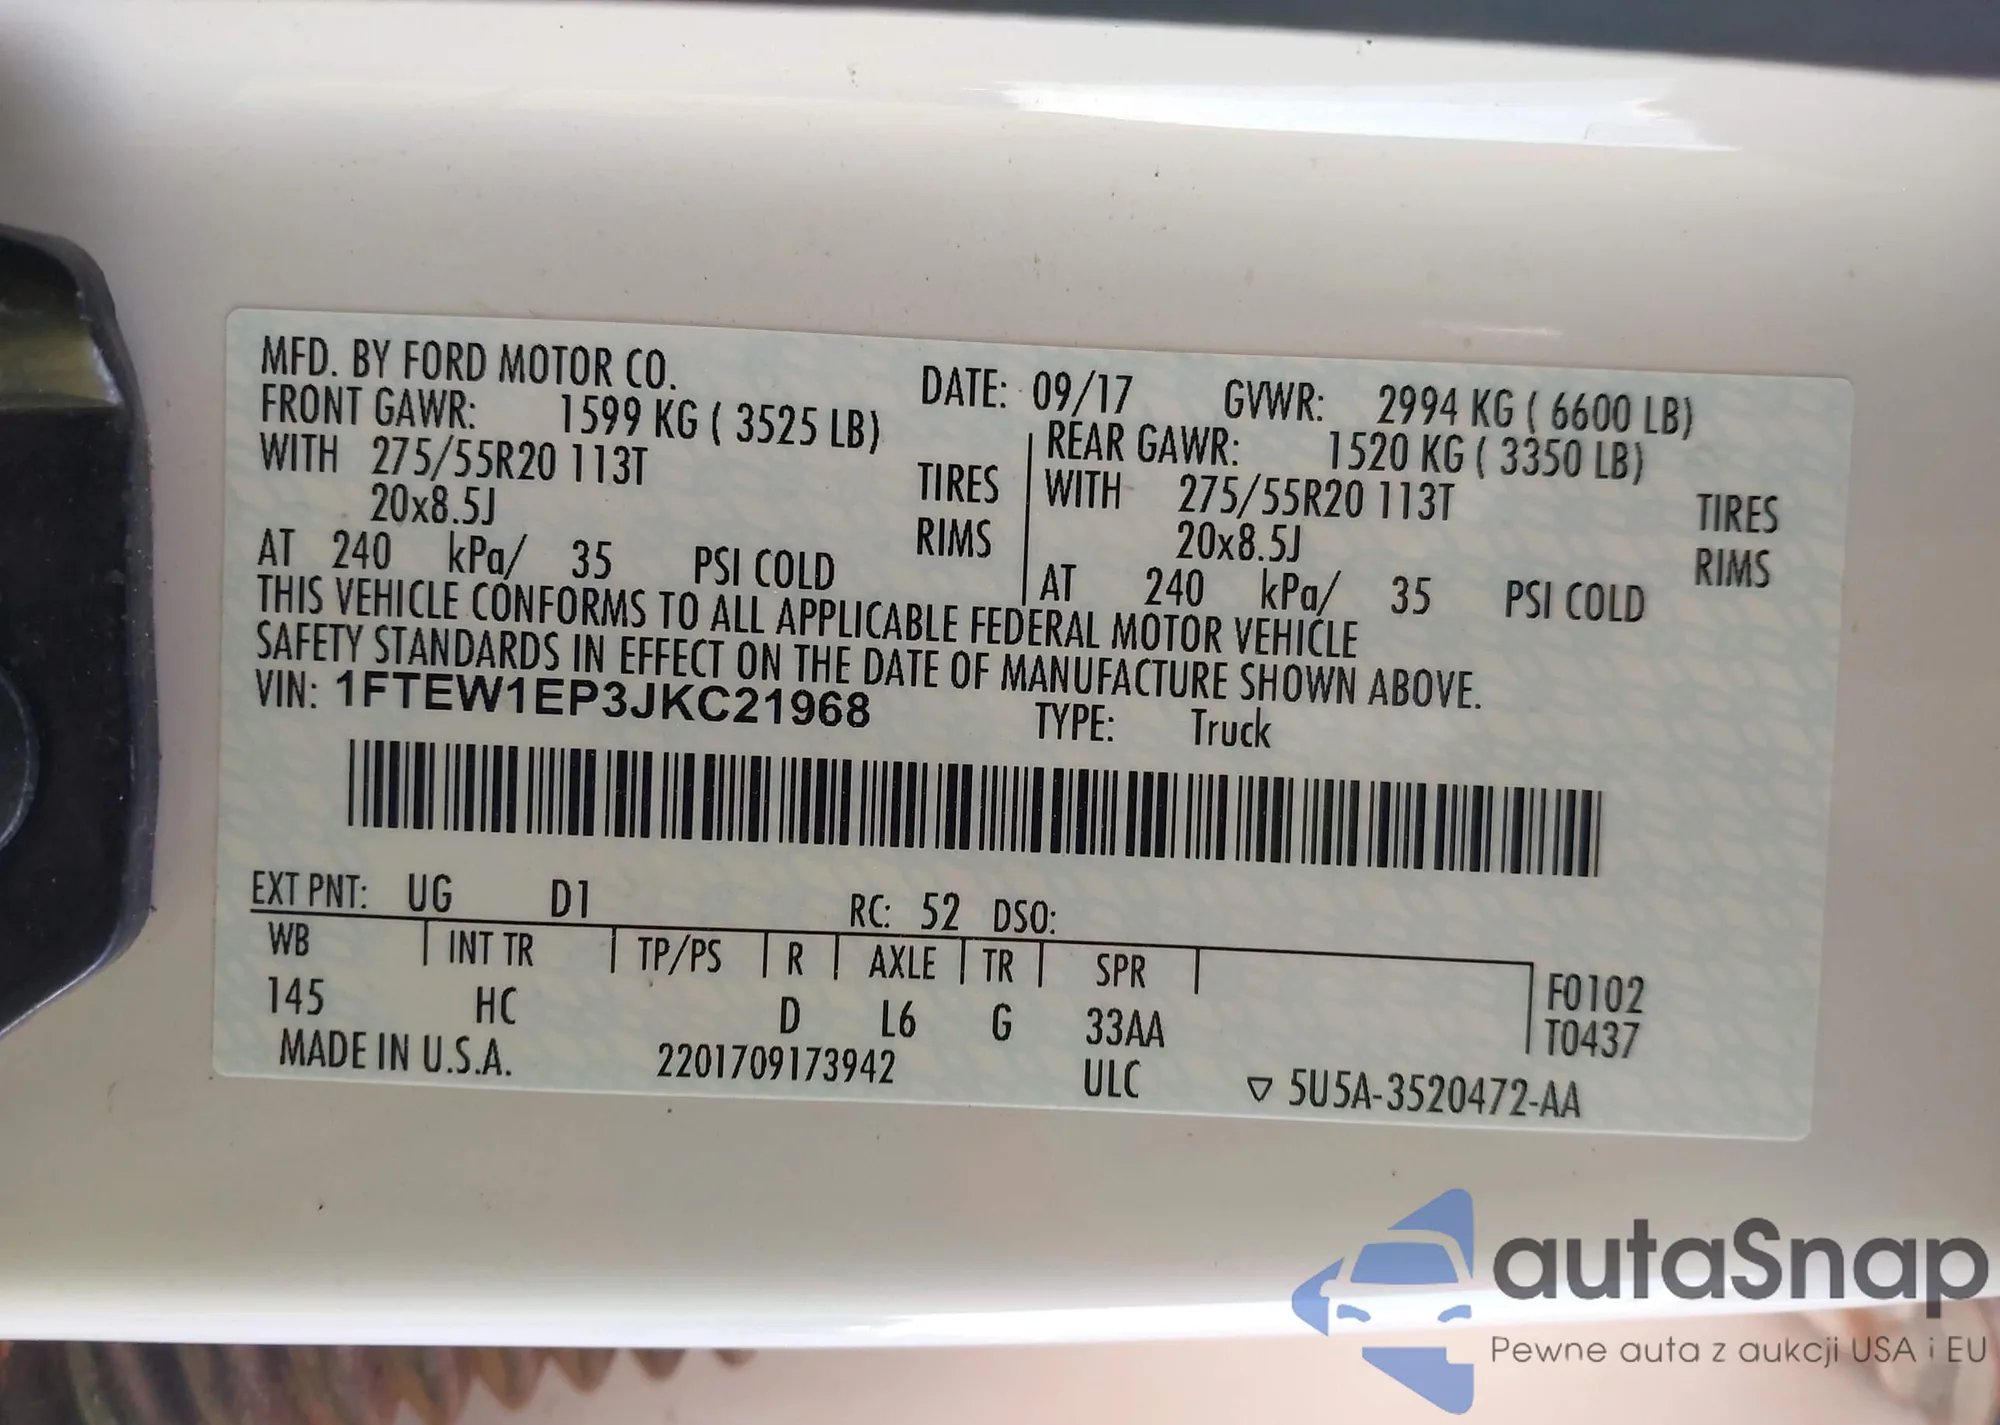 MFD. BY FORD MOTOR CO. DATE: 09/17 GVWR: 2994 KG ( 6600 LB)
FRONT GAWR: 1599 KG ( 3525 LB) REAR GAWR: 1520 KG ( 3350 LB)
WITH 275/55R20 113T TIRES WITH 275/55R20 113T TIRES
20x8.5J RIMS 20x8.5J RIMS
AT 240 kPa/ 35 PSI COLD AT 240 kPa/ 35 PSI COLD
THIS VEHICLE CONFORMS TO ALL APPLICABLE FEDERAL MOTOR VEHICLE
SAFETY STANDARDS IN EFFECT ON THE DATE OF MANUFACTURE SHOWN ABOVE.
VIN: 1FTEW1EP3JKC21968 TYPE: Truck
EXT PNT: UG D1 RC: 52 DSO:
WB INT TR TP/PS R AXLE TR SPR F0102
145 HC D L6 G 33AA T0437
MADE IN U.S.A. 2201709173942 ULC ▽ 5U5A-3520472-AA
autaSnap
Pewne auta z aukcji USA i EU